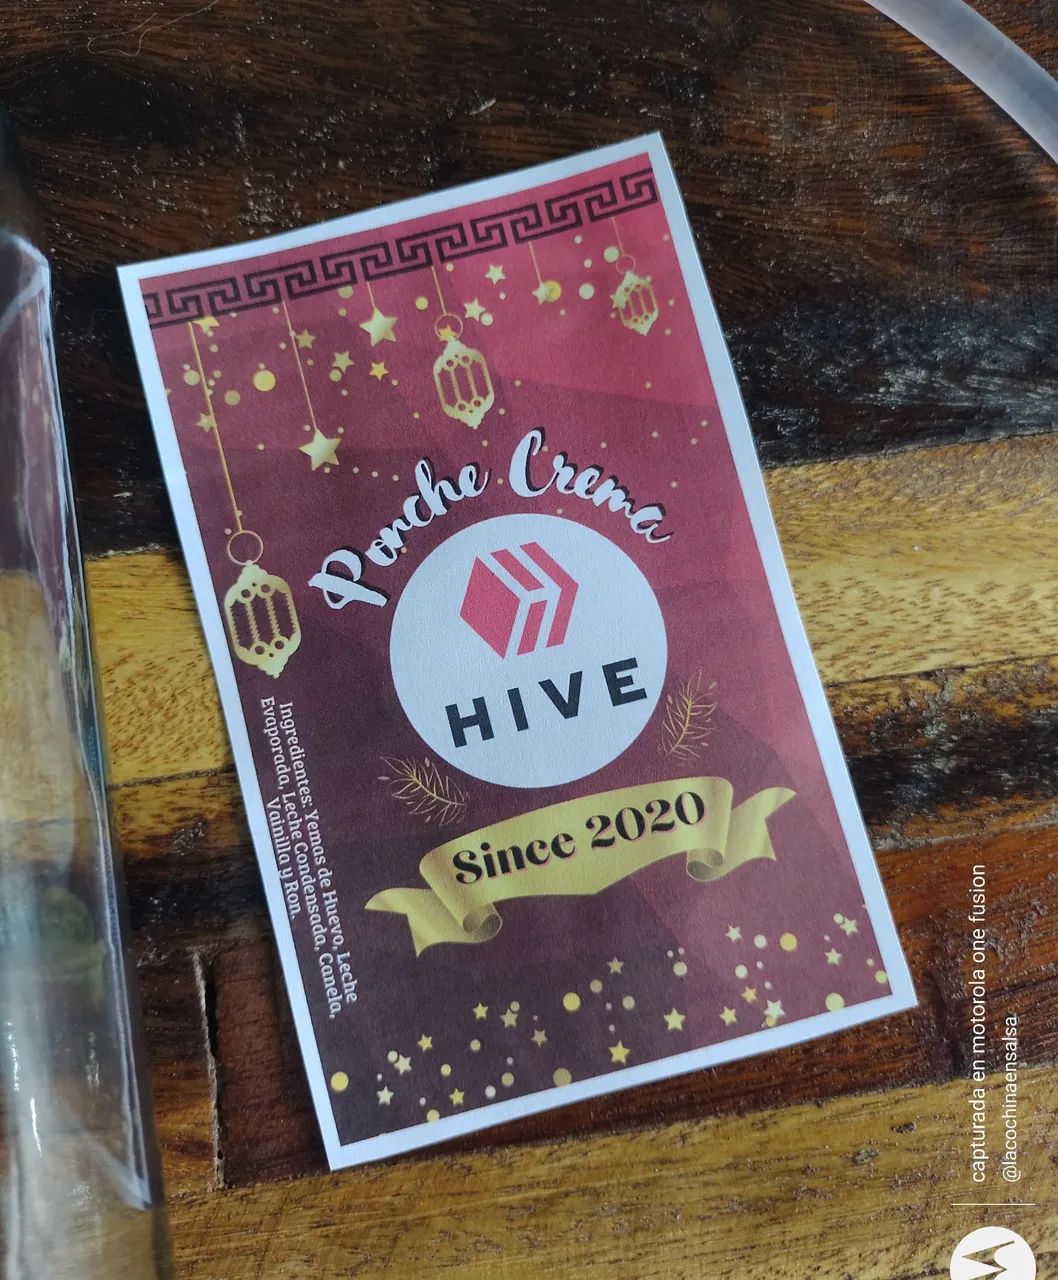 Porche Crema
HIVE
Since 2020
Ingredientes: Yemas de Huevo, Leche
Evaporada, Leche Condensada, Canela,
Vainilla y Ron.
capturada en motorola one fusion
@lacochinaensalsa